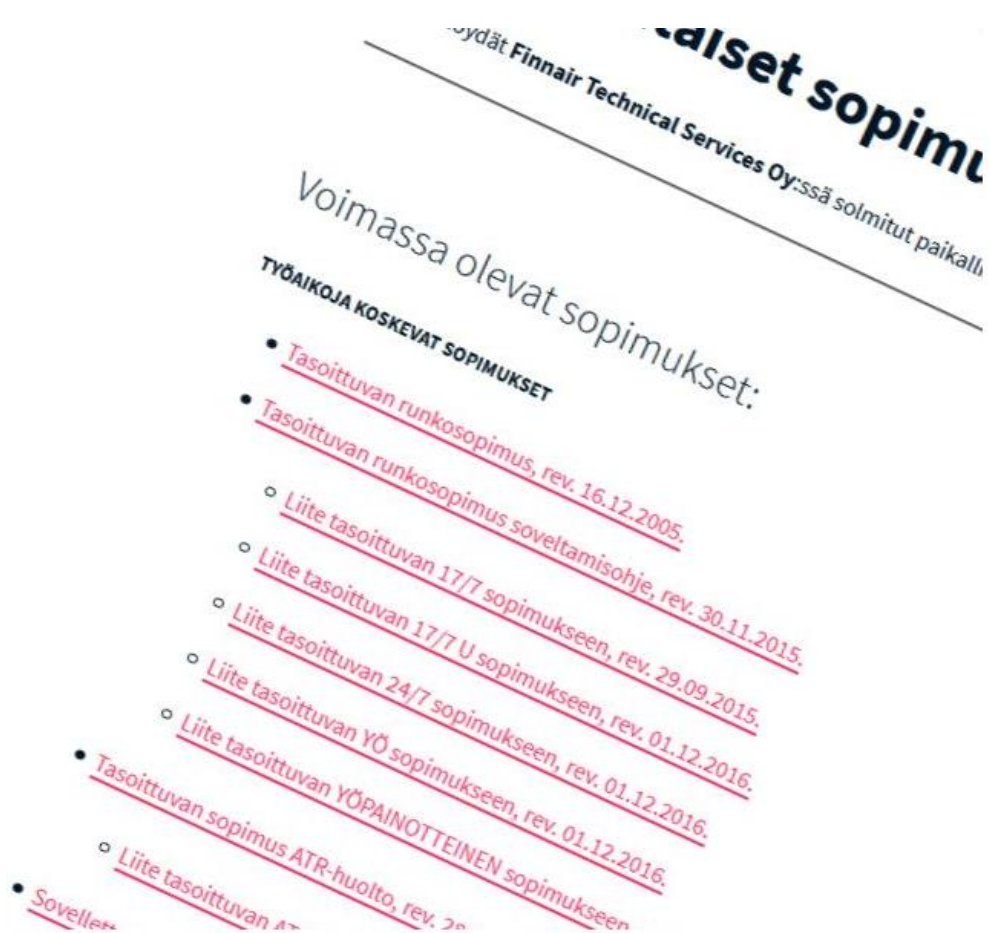 sopimu
Finnair Technical Services Oy:ssä solmitut paikalli
Voimassa olevat sopimukset:
TYÖAIKOJA KOSKEVAT SOPIMUKSET
Tasoittuvan runkosopimus, rev. 16.12.2005.
Tasoittuvan runkosopimus soveltamisohje, rev. 30.11.2015.
Liite tasoittuvan 17/7 sopimukseen, rev. 29.09.2015.
Liite tasoittuvan 17/7 U sopimukseen, rev. 01.12.2016.
Liite tasoittuvan 24/7 sopimukseen, rev. 01.12.2016.
Liite tasoittuvan YÖ sopimukseen, rev. 01.12.2016.
Liite tasoittuvan YÖPAINOTTEINEN sopimukseen
Tasoittuvan sopimus ATR-huolto, rev. 28
Liite tasoittuvan